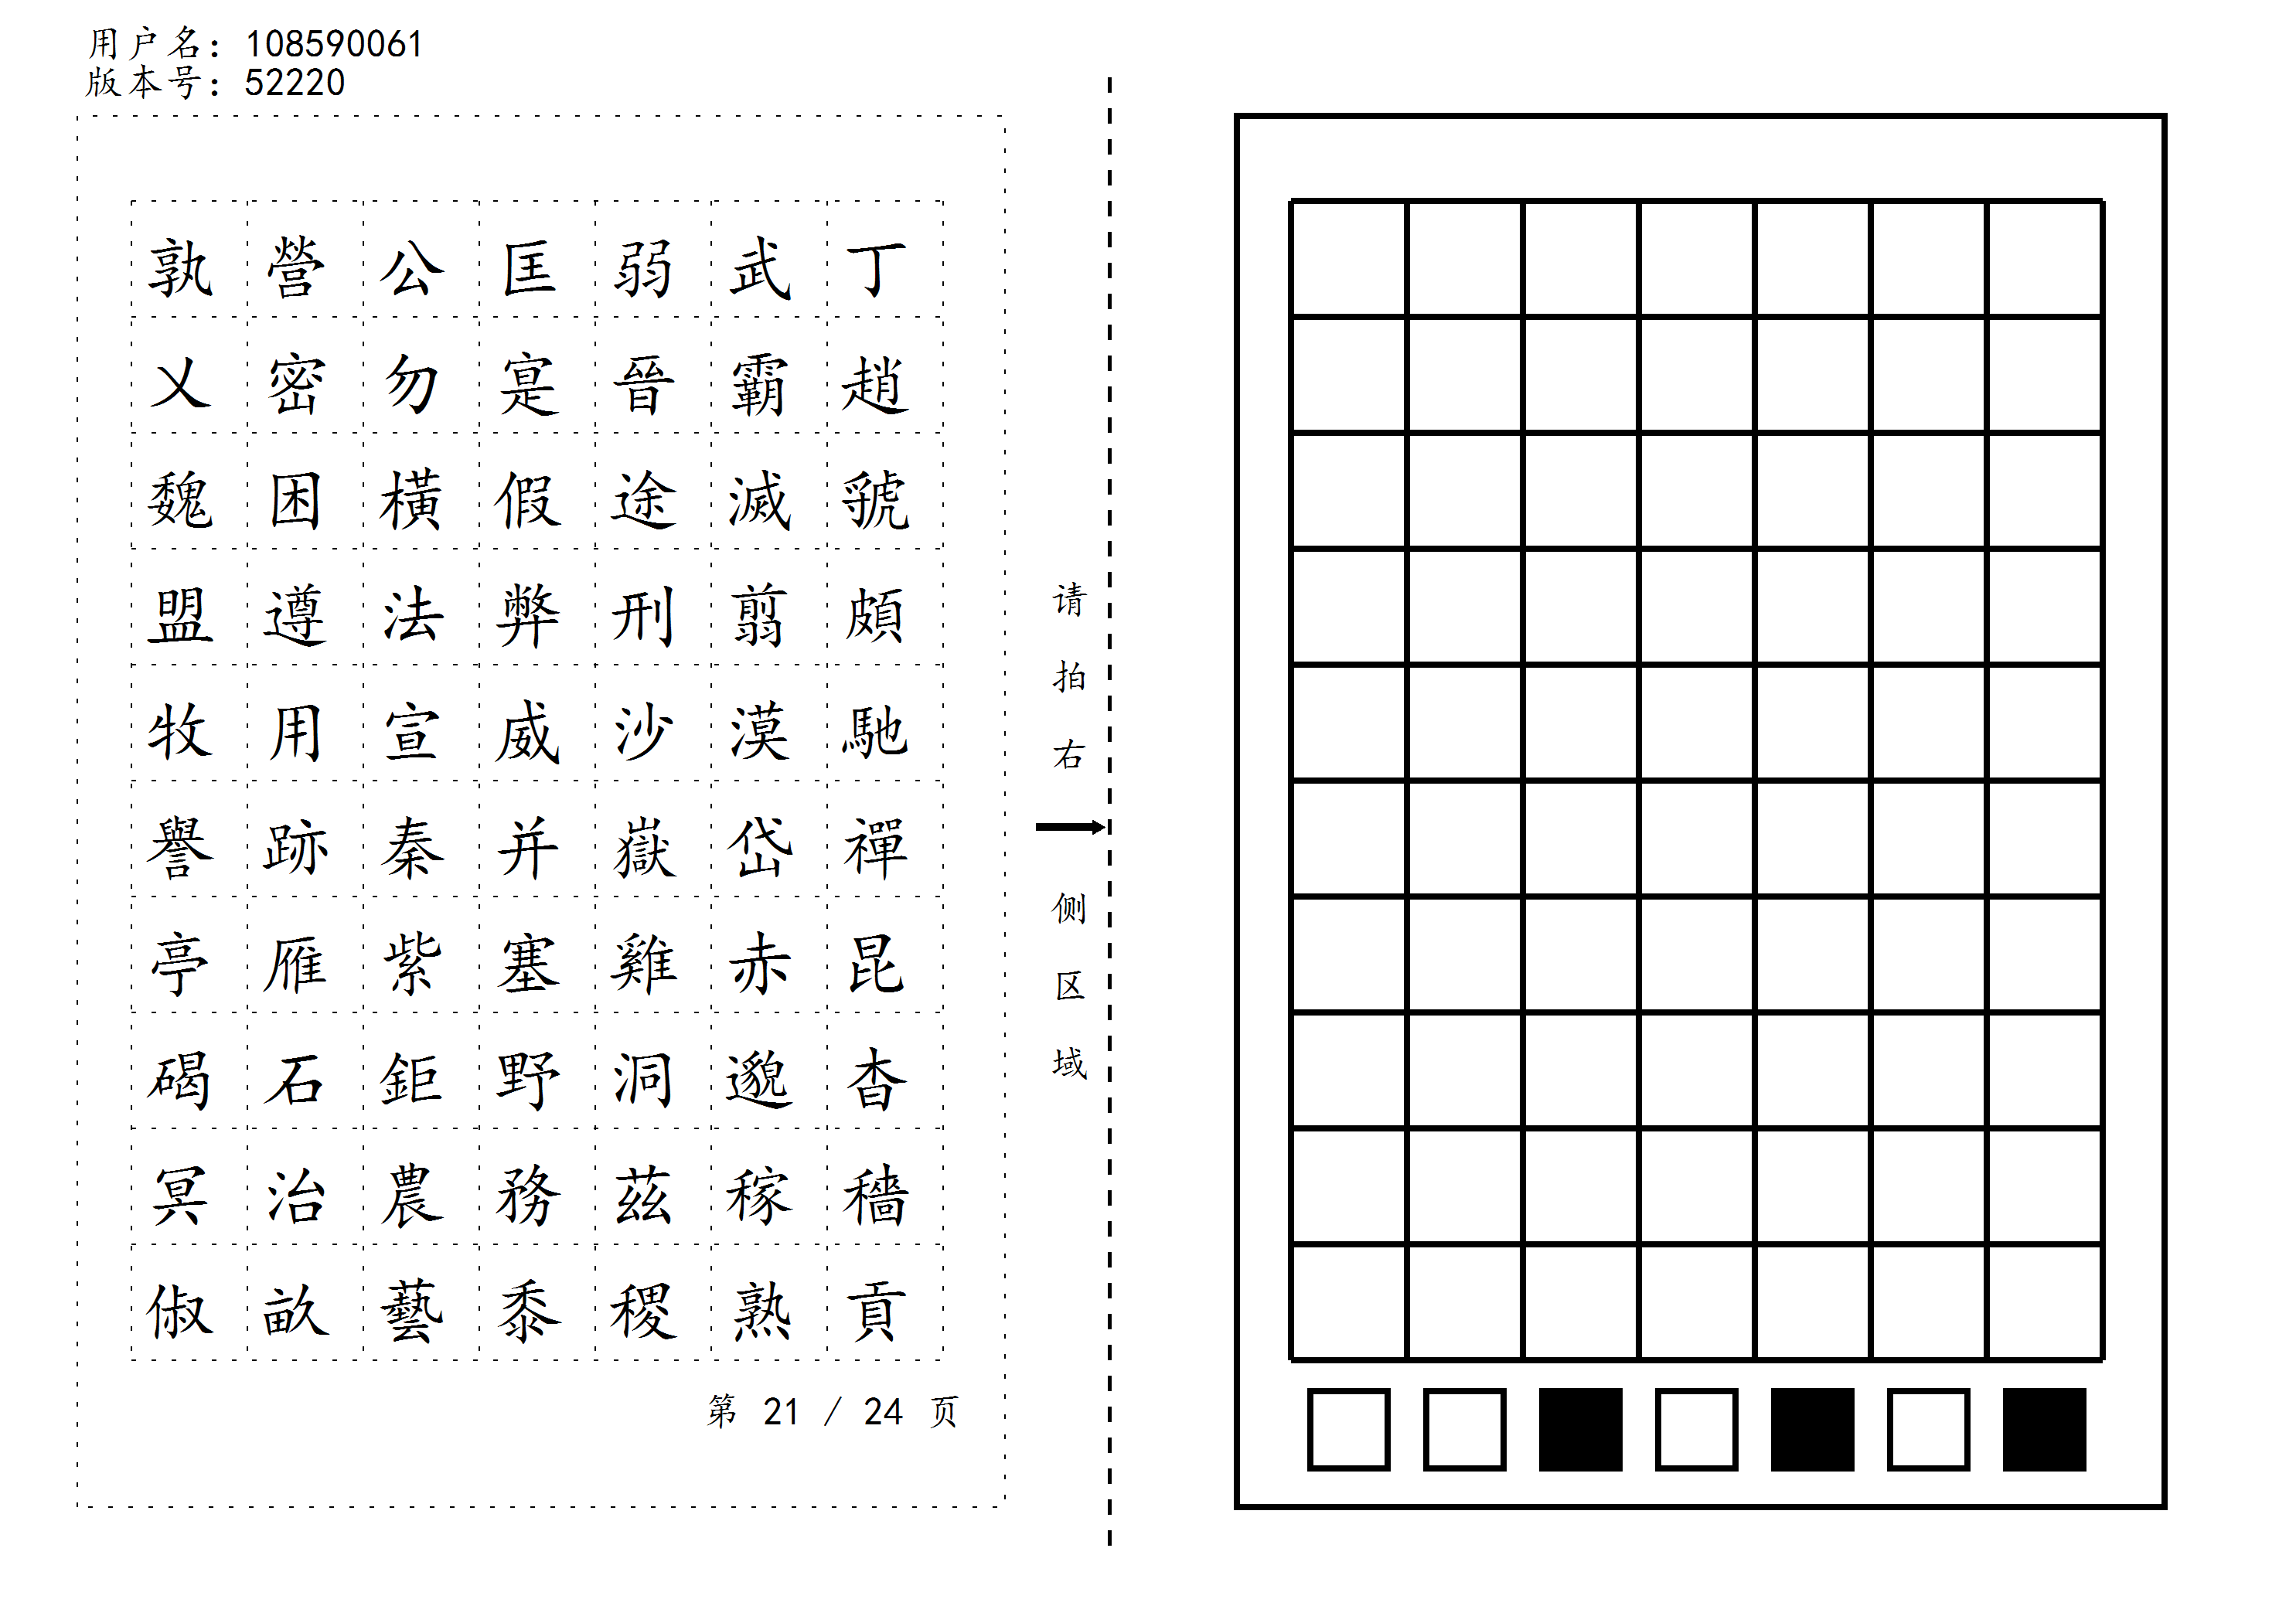 用户名: 108590061
版本号: 52220
孰 營 公 匡 弱 武 丁
乂 密 勿 寔 晉 霸 趙
魏 困 橫 假 途 滅 虢
盟 遵 法 弊 刑 翦 頗
牧 用 宣 威 沙 漠 馳
譽 跡 秦 并 嶽 岱 禪
亭 雁 紫 塞 雞 赤 昆
碣 石 鉅 野 洞 邈 杳
冥 治 農 務 茲 稼 穡
俶 畝 藝 黍 稷 熟 貢
第 21 / 24 页
请拍右侧区域